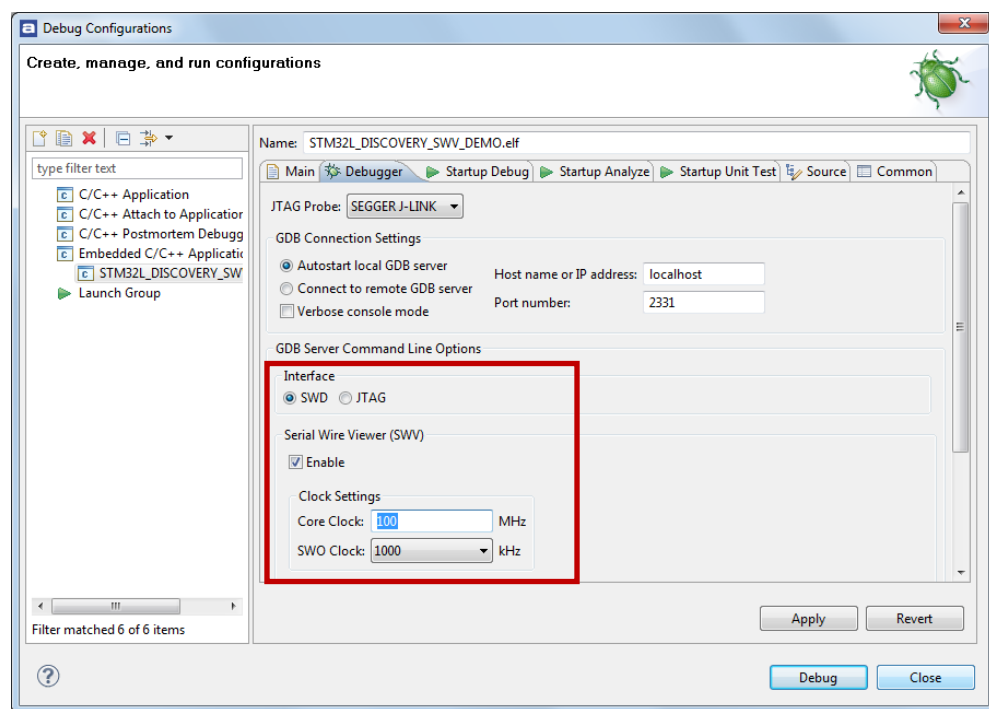 Debug Configurations
Create, manage, and run configurations
type filter text
C/C++ Application
C/C++ Attach to Application
C/C++ Postmortem Debugg
Embedded C/C++ Applicatic
STM32L_DISCOVERY_SW
Launch Group
Filter matched 6 of 6 items
Name: STM32L_DISCOVERY_SWV_DEMO.elf
Main Debugger Startup Debug Startup Analyze Startup Unit Test Source Common
JTAG Probe: SEGGER J-LINK
GDB Connection Settings
Autostart local GDB server
Connect to remote GDB server
Verbose console mode
Host name or IP address: localhost
Port number: 2331
GDB Server Command Line Options
Interface
SWD JTAG
Serial Wire Viewer (SWV)
Enable
Clock Settings
Core Clock: 100 MHz
SWO Clock: 1000 kHz
Apply Revert
Debug Close